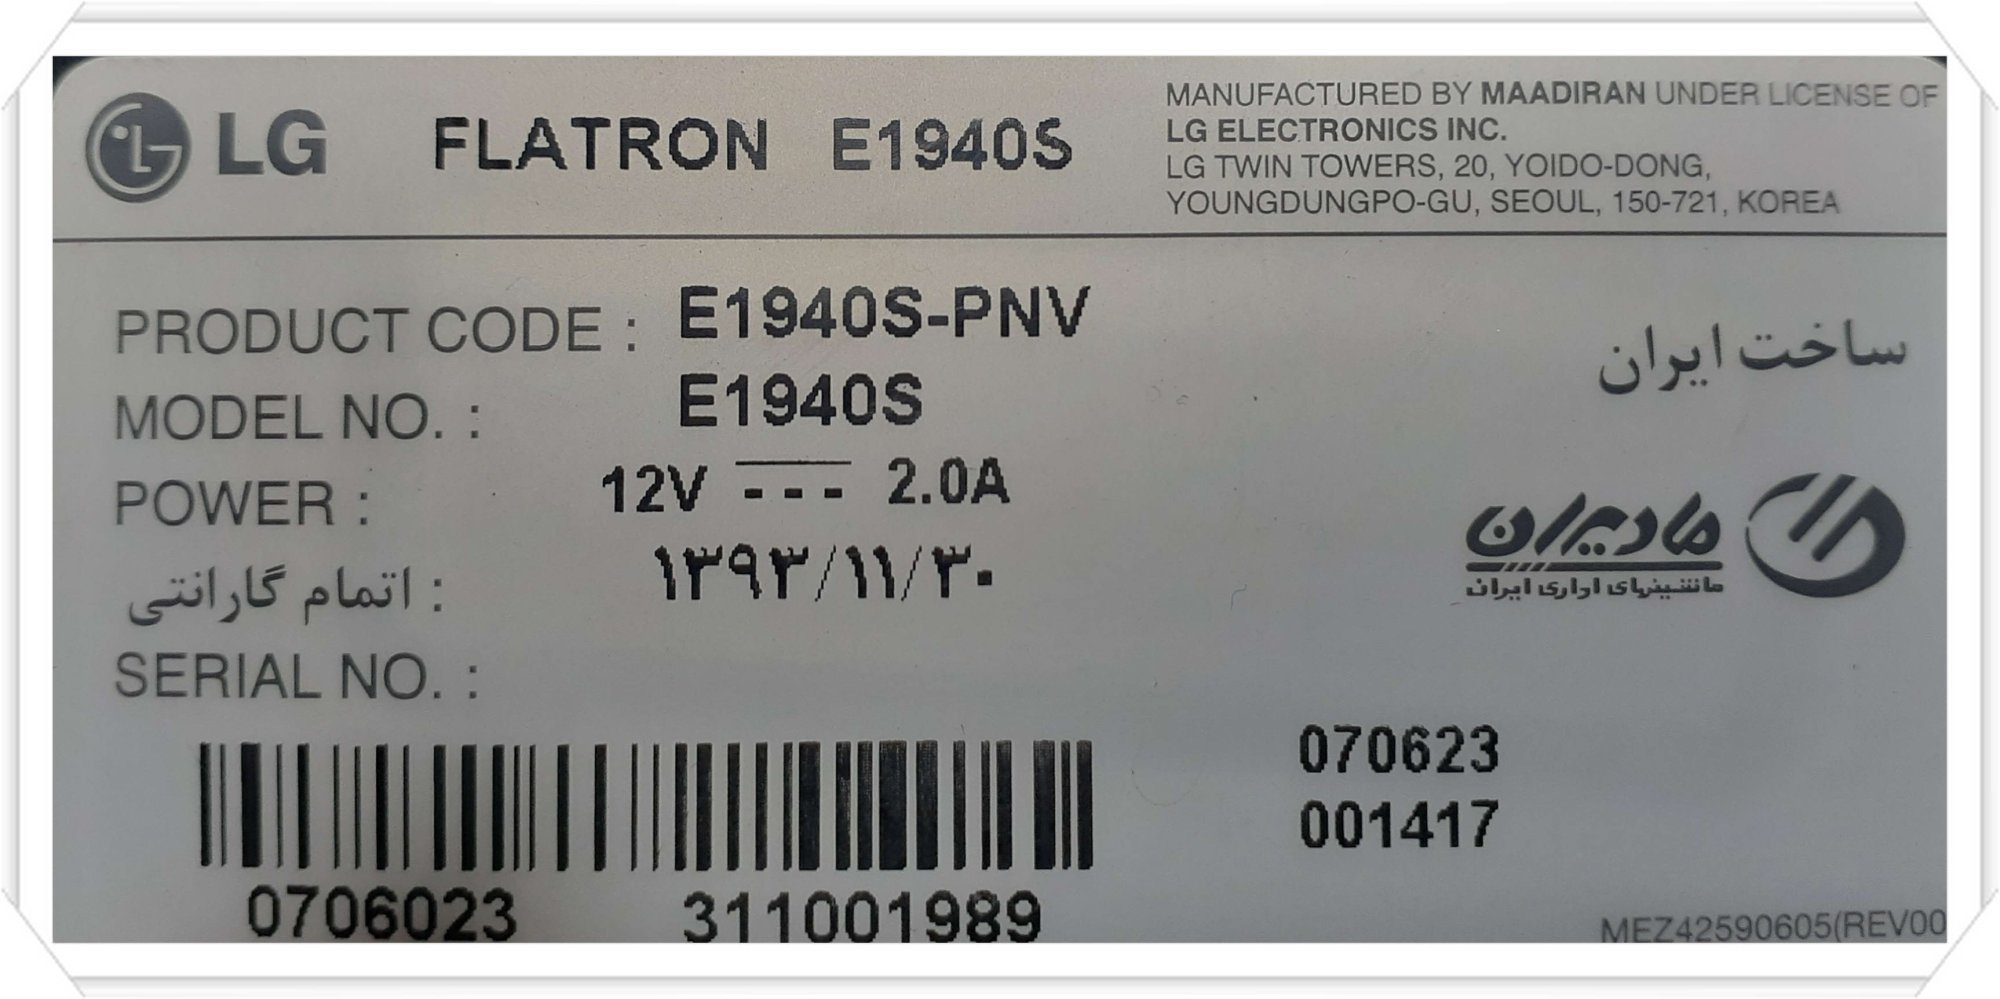 LG FLATRON E1940S
MANUFACTURED BY MAADIRAN UNDER LICENSE OF
LG ELECTRONICS INC.
LG TWIN TOWERS, 20, YOIDO-DONG,
YOUNGDUNGPO-GU, SEOUL, 150-721, KOREA
PRODUCT CODE : E1940S-PNV
MODEL NO. : E1940S
POWER : 12V 2.0A
اتمام گارانتی : ۱۳۹۳/۱۱/۳۰
SERIAL NO. :
0706023 311001989
ساخت ایران
مادیران
ماشینهای اداری ایران
070623
001417
MEZ42590605(REV00